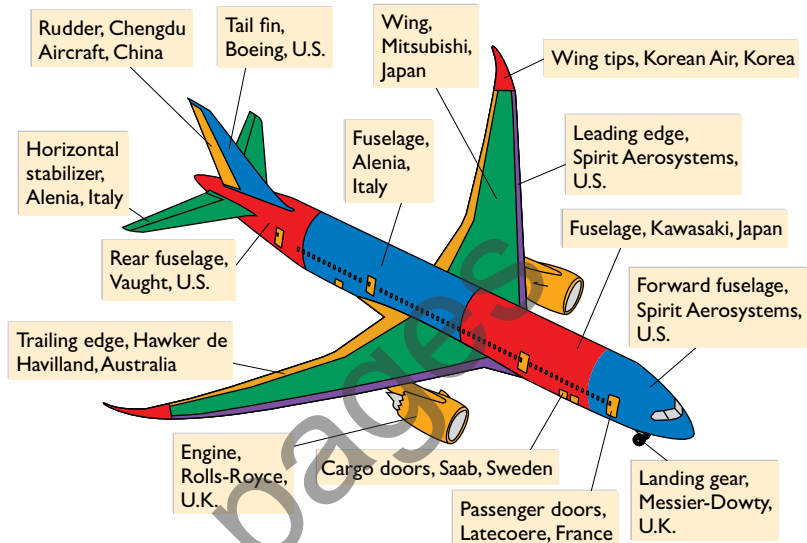 Rudder, Chengdu
Aircraft, China
Tail fin,
Boeing, U.S.
Wing,
Mitsubishi,
Japan
Wing tips, Korean Air, Korea
Horizontal
stabilizer,
Alenia, Italy
Fuselage,
Alenia,
Italy
Leading edge,
Spirit Aerosystems,
U.S.
Rear fuselage,
Vaught, U.S.
Fuselage, Kawasaki, Japan
Forward fuselage,
Spirit Aerosystems,
U.S.
Trailing edge, Hawker de
Havilland, Australia
Engine,
Rolls-Royce,
U.K.
Cargo doors, Saab, Sweden
Passenger doors,
Latecoere, France
Landing gear,
Messier-Dowty,
U.K.
pages